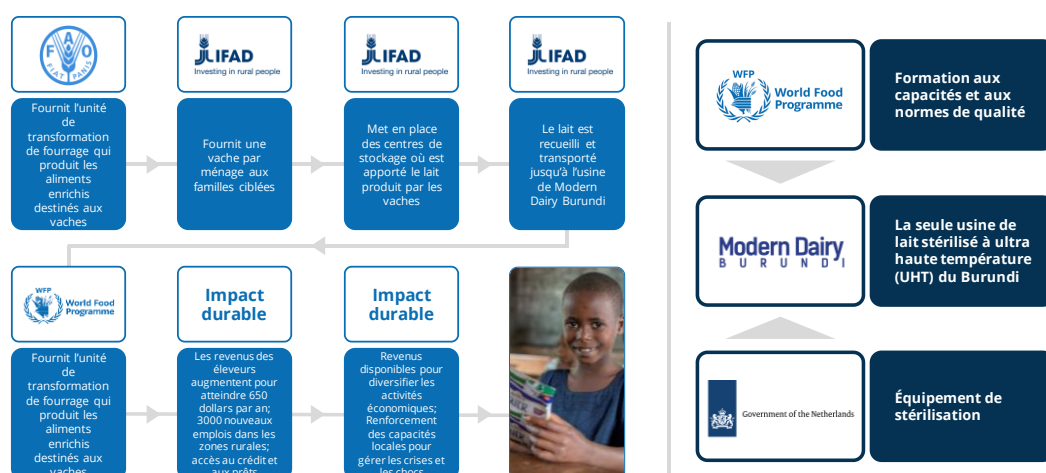 FAO
FIAT PANIS
Fournit l'unité
de
transformation
de fourrage qui
produit les
aliments
enrichis
destinés aux
vaches
JLIFAD
Investing in rural people
Fournit une
vache par
ménage aux
familles ciblées
JLIFAD
Investing in rural people
Met en place
des centres de
stockage où est
apporté le lait
produit par les
vaches
JLIFAD
Investing in rural people
Le lait est
recueilli et
transporté
jusqu'à l'usine
de Modern
Dairy Burundi
WFP
World Food
Programme
Fournit l'unité
de
transformation
de fourrage qui
produit les
aliments
enrichis
destinés aux
vaches
Impact
durable
Les revenus des
éleveurs
augmentent pour
atteindre 650
dollars par an;
3000 nouveaux
emplois dans les
zones rurales;
accès au crédit et
aux prêts
Impact
durable
Revenus
disponibles pour
diversifier les
activités
économiques;
Renforcement
des capacités
locales pour
gérer les crises et
les chocs
WFP
World Food
Programme
Formation aux
capacités et aux
normes de qualité
Modern Dairy
BURUNDI
La seule usine de
lait stérilisé à ultra
haute température
(UHT) du Burundi
Government of the Netherlands
Équipement de
stérilisation